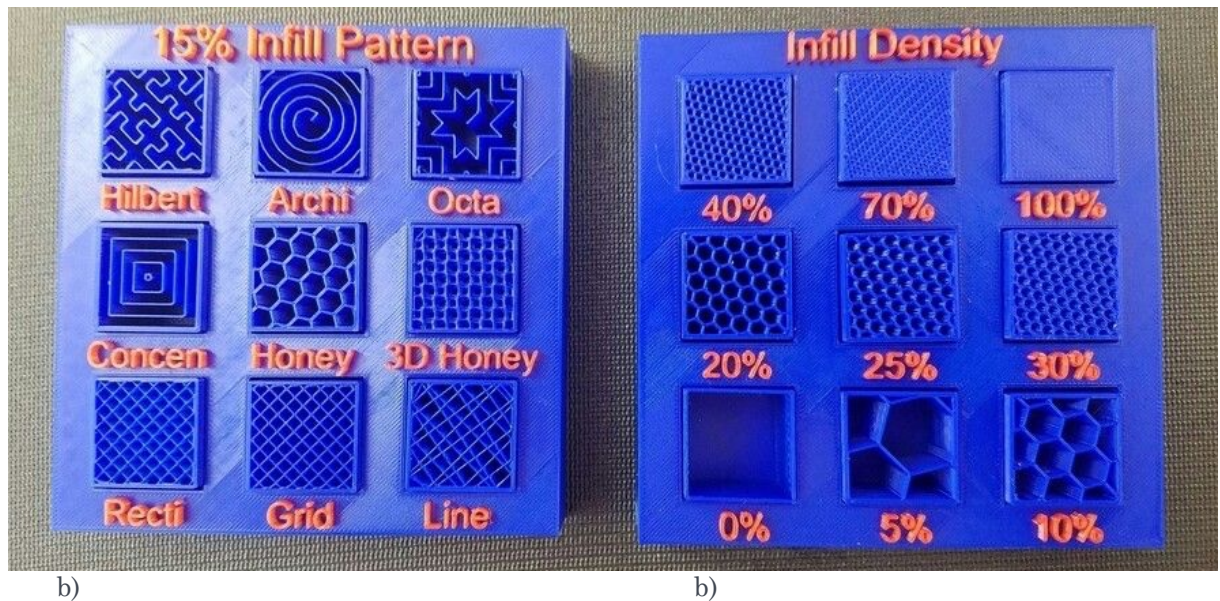 15% Infill Pattern
Hilbert Archi Octa
Concen Honey 3D Honey
Recti Grid Line
Infill Density
40% 70% 100%
20% 25% 30%
0% 5% 10%
b) b)